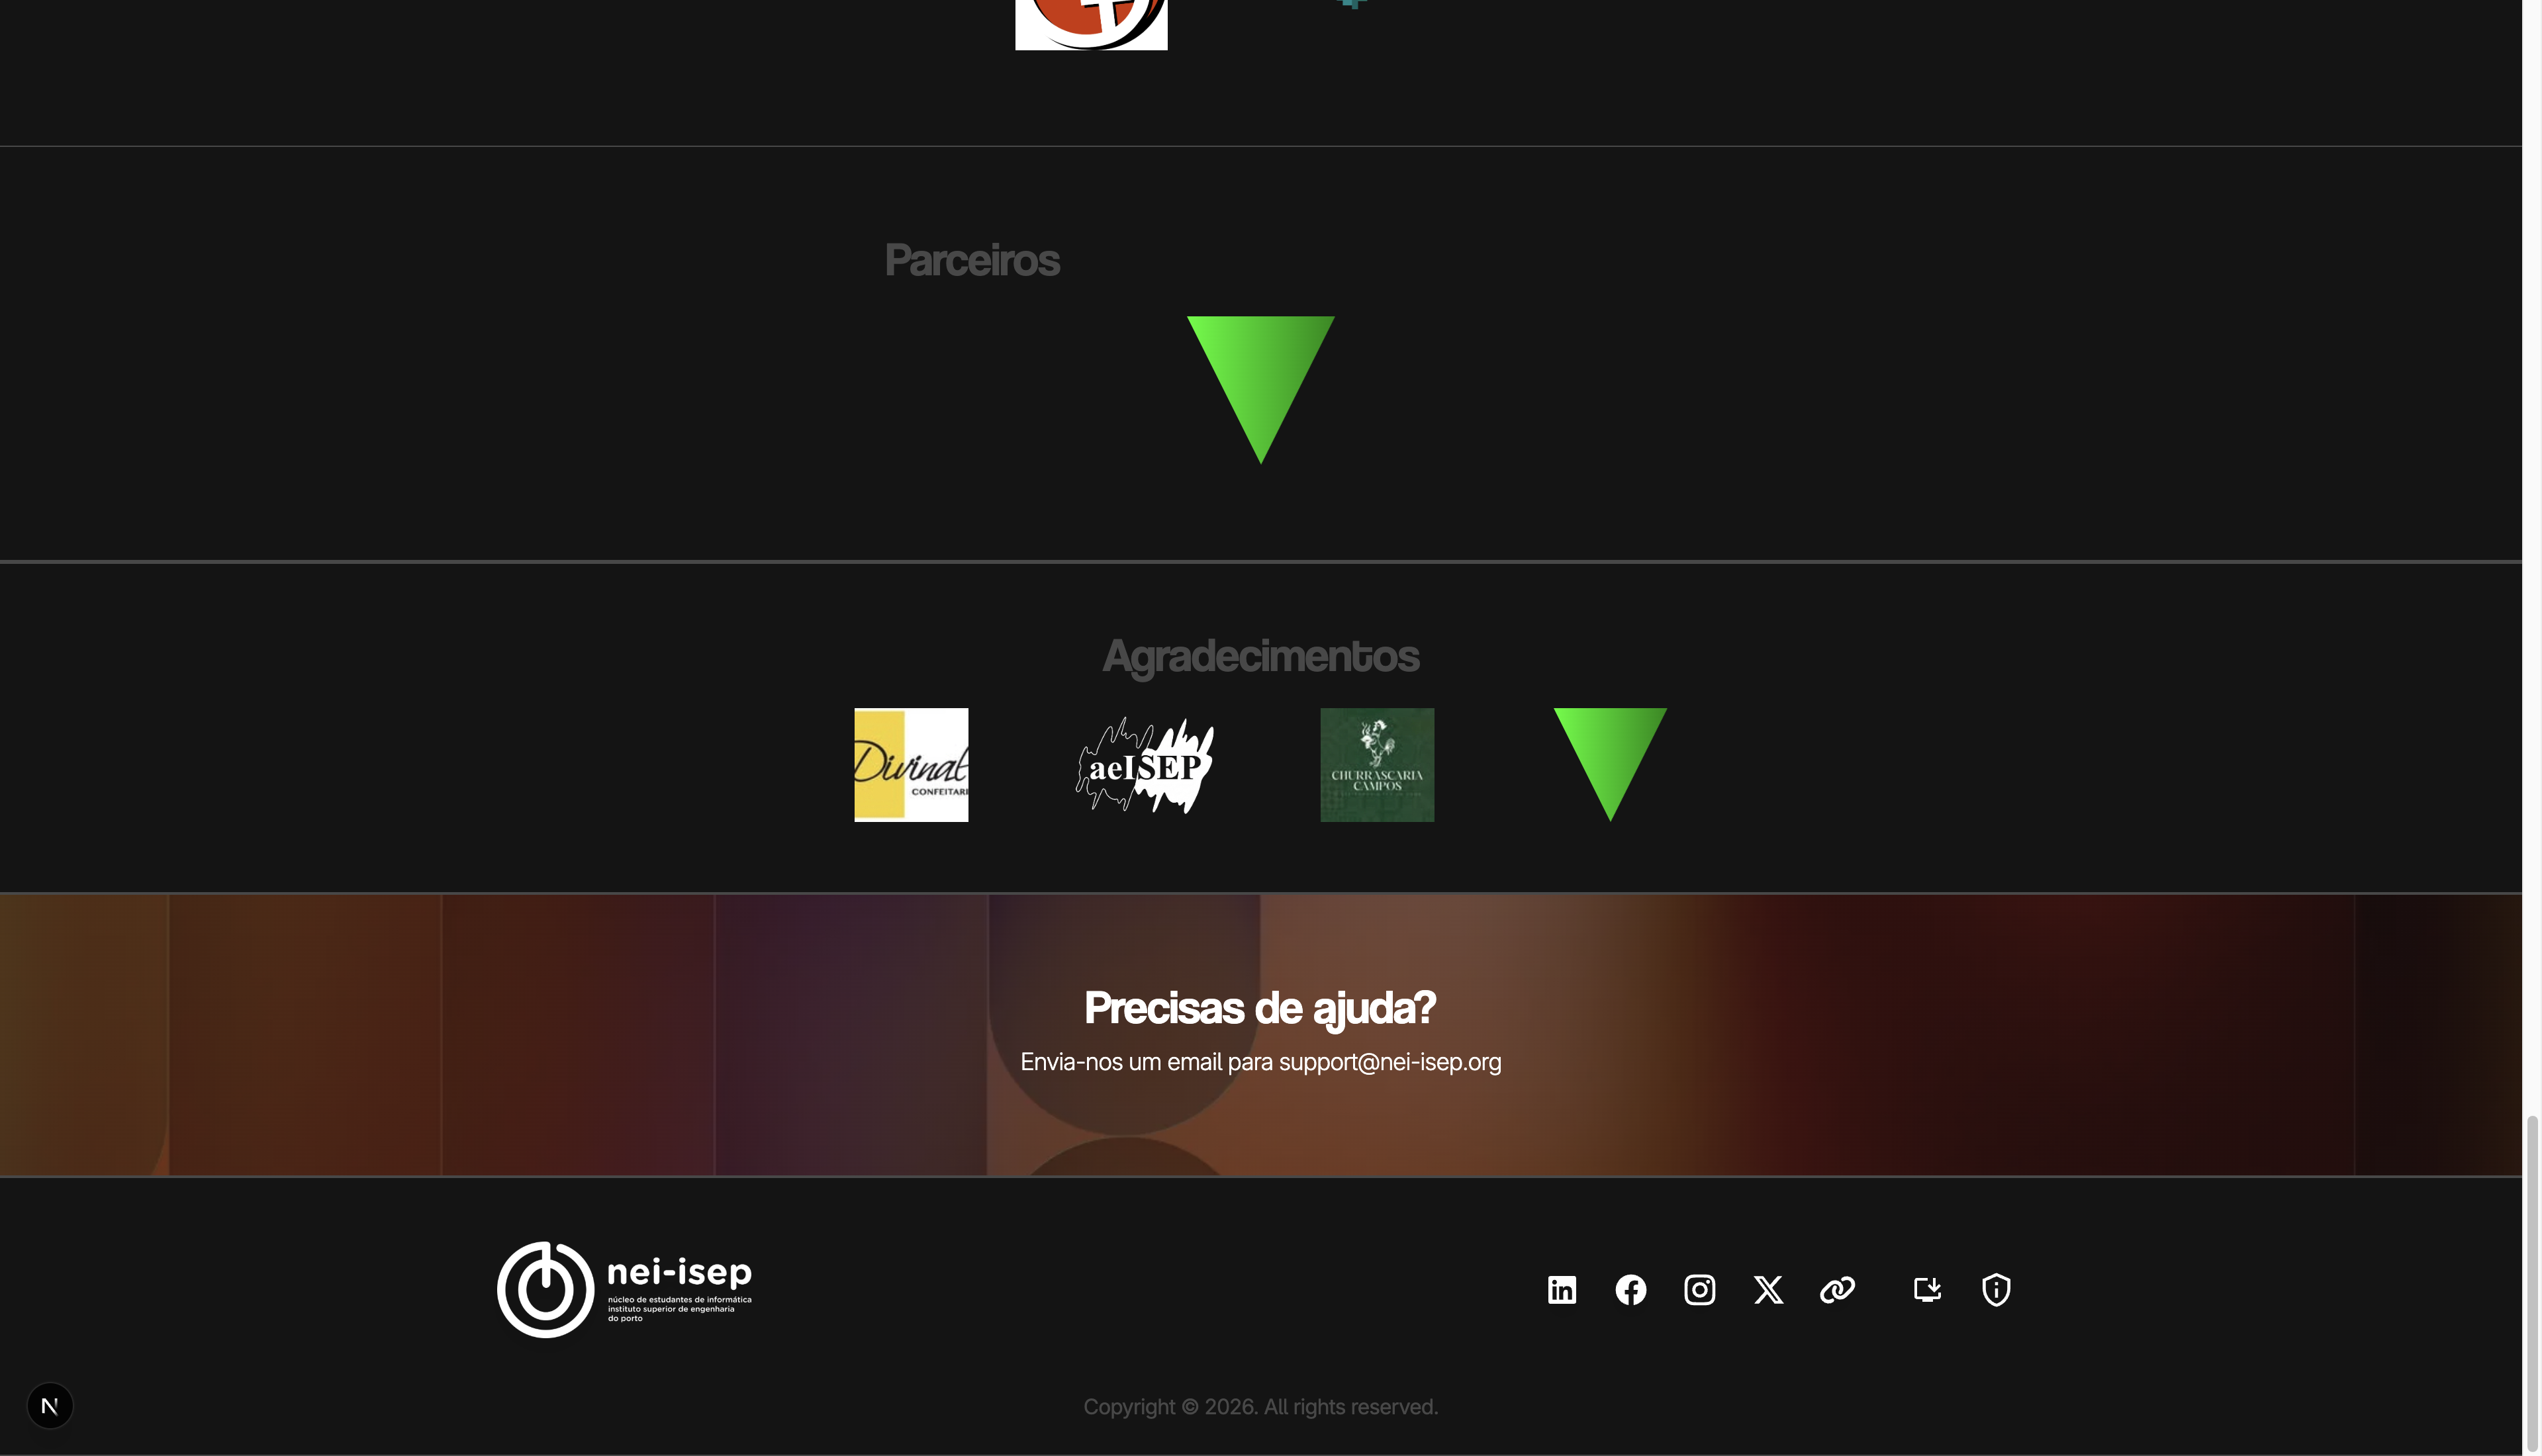 Parceiros
Agradecimentos
Divinal
CONFEITARI
aeISEP
CHURRASCARIA
CAMPOS
Precisas de ajuda?
Envia-nos um email para support@nei-isep.org
nei-isep
núcleo de estudantes de informática
instituto superior de engenharia
do porto
in
X
N
Copyright © 2026. All rights reserved.